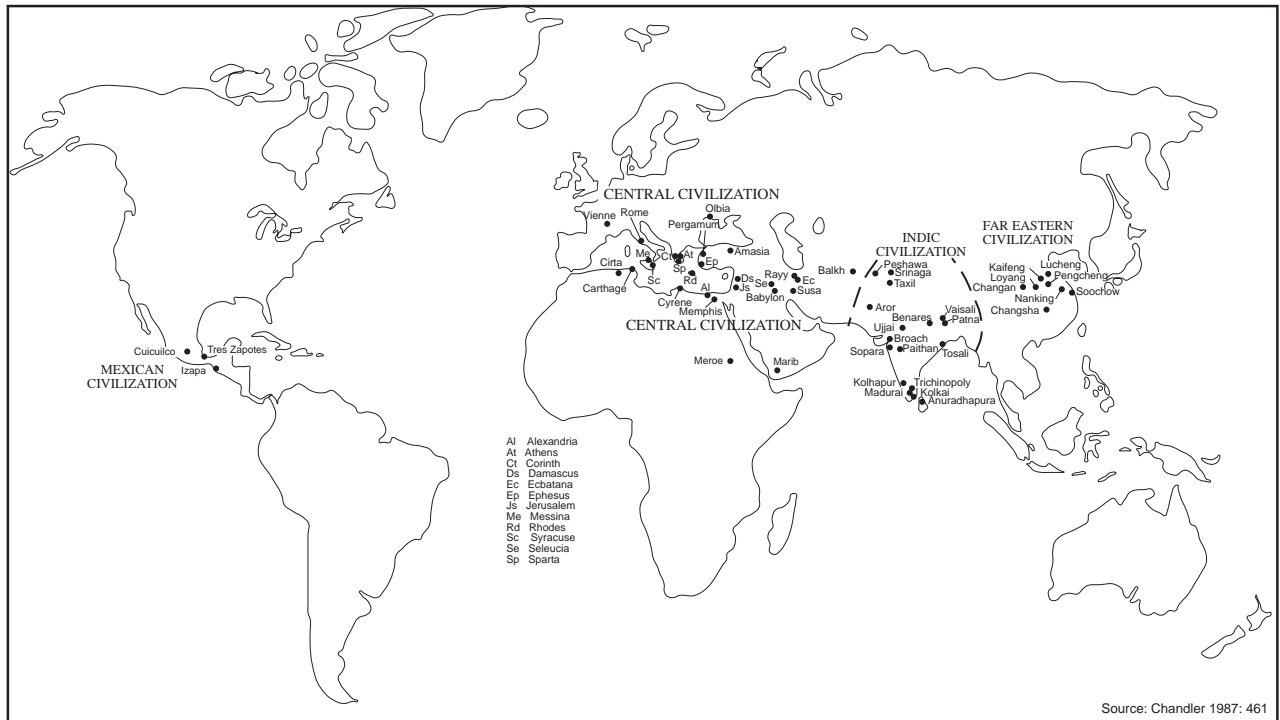 CENTRAL CIVILIZATION
Vienne
Rome
Olbia
Pergamum
Me
Ct
At
Amasia
Cirta
Sp
Ep
Carthage
Sc
Rd
Cyrene
Al
Memphis
Ds
Js
Se
Babylon
Rayy
Ec
Susa
CENTRAL CIVILIZATION
Meroe
Marib
Balkh
INDIC
CIVILIZATION
Peshawa
Srinaga
Taxil
Aror
Benares
Vaisali
Patna
Ujjai
Broach
Sopara
Paithan
Tosali
Kolhapur
Trichinopoly
Madurai
Kolkai
Anuradhapura
FAR EASTERN
CIVILIZATION
Lucheng
Kaifeng
Loyang
Pengcheng
Changan
Nanking
Soochow
Changsha
Cuicuilco
Tres Zapotes
Izapa
MEXICAN
CIVILIZATION
Al Alexandria
At Athens
Ct Corinth
Ds Damascus
Ec Ecbatana
Ep Ephesus
Js Jerusalem
Me Messina
Rd Rhodes
Sc Syracuse
Se Seleucia
Sp Sparta
Source: Chandler 1987: 461